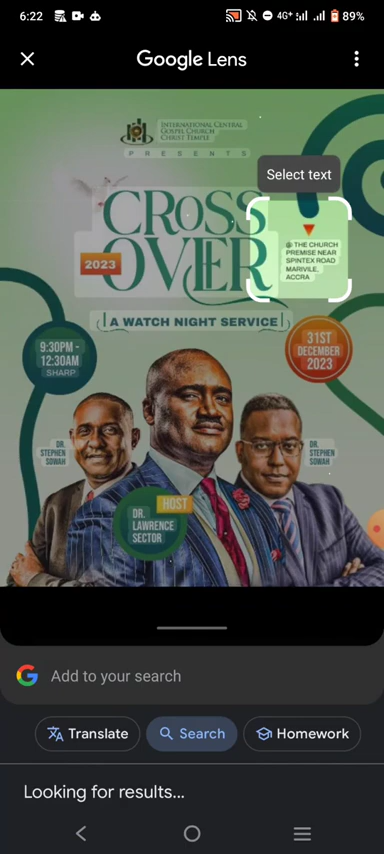 6:22
4G+
89%
Google Lens
INTERNATIONAL CENTRAL
GOSPEL CHURCH
CHRIST TEMPLE
PRESENTS
Select text
CROSS
2023
OVER
@ THE CHURCH
PREMISE NEAR
SPINTEX ROAD
MARIVILE,
ACCRA
A WATCH NIGHT SERVICE
9:30PM -
12:30AM
SHARP
31ST
DECEMBER
2023
DR.
STEPHEN
SOWAH
DR.
STEPHEN
SOWAH
HOST
DR.
LAWRENCE
SECTOR
Add to your search
Translate
Search
Homework
Looking for results...